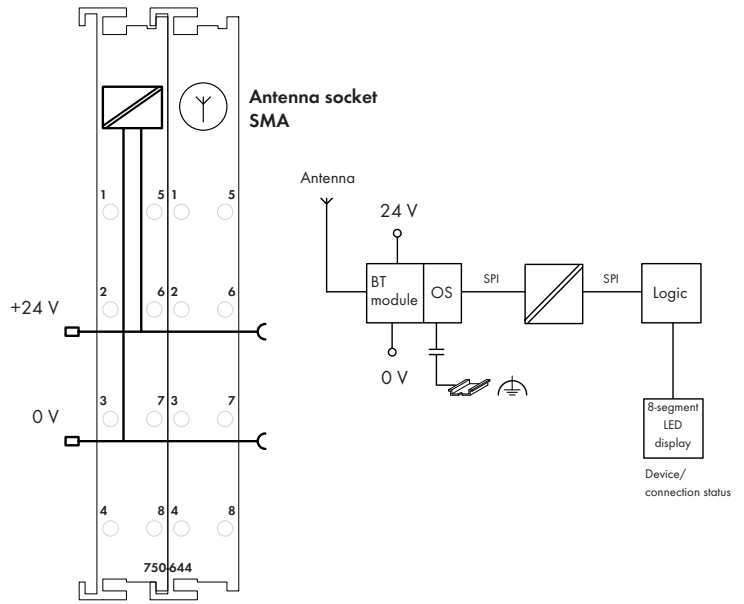 Antenna socket
SMA
1 5 1 5
2 6 2 6
+24 V
3 7 3 7
0 V
4 8 4 8
750-644
Antenna
24 V
BT
module
OS
SPI
SPI
Logic
0 V
8-segment
LED
display
Device/
connection status